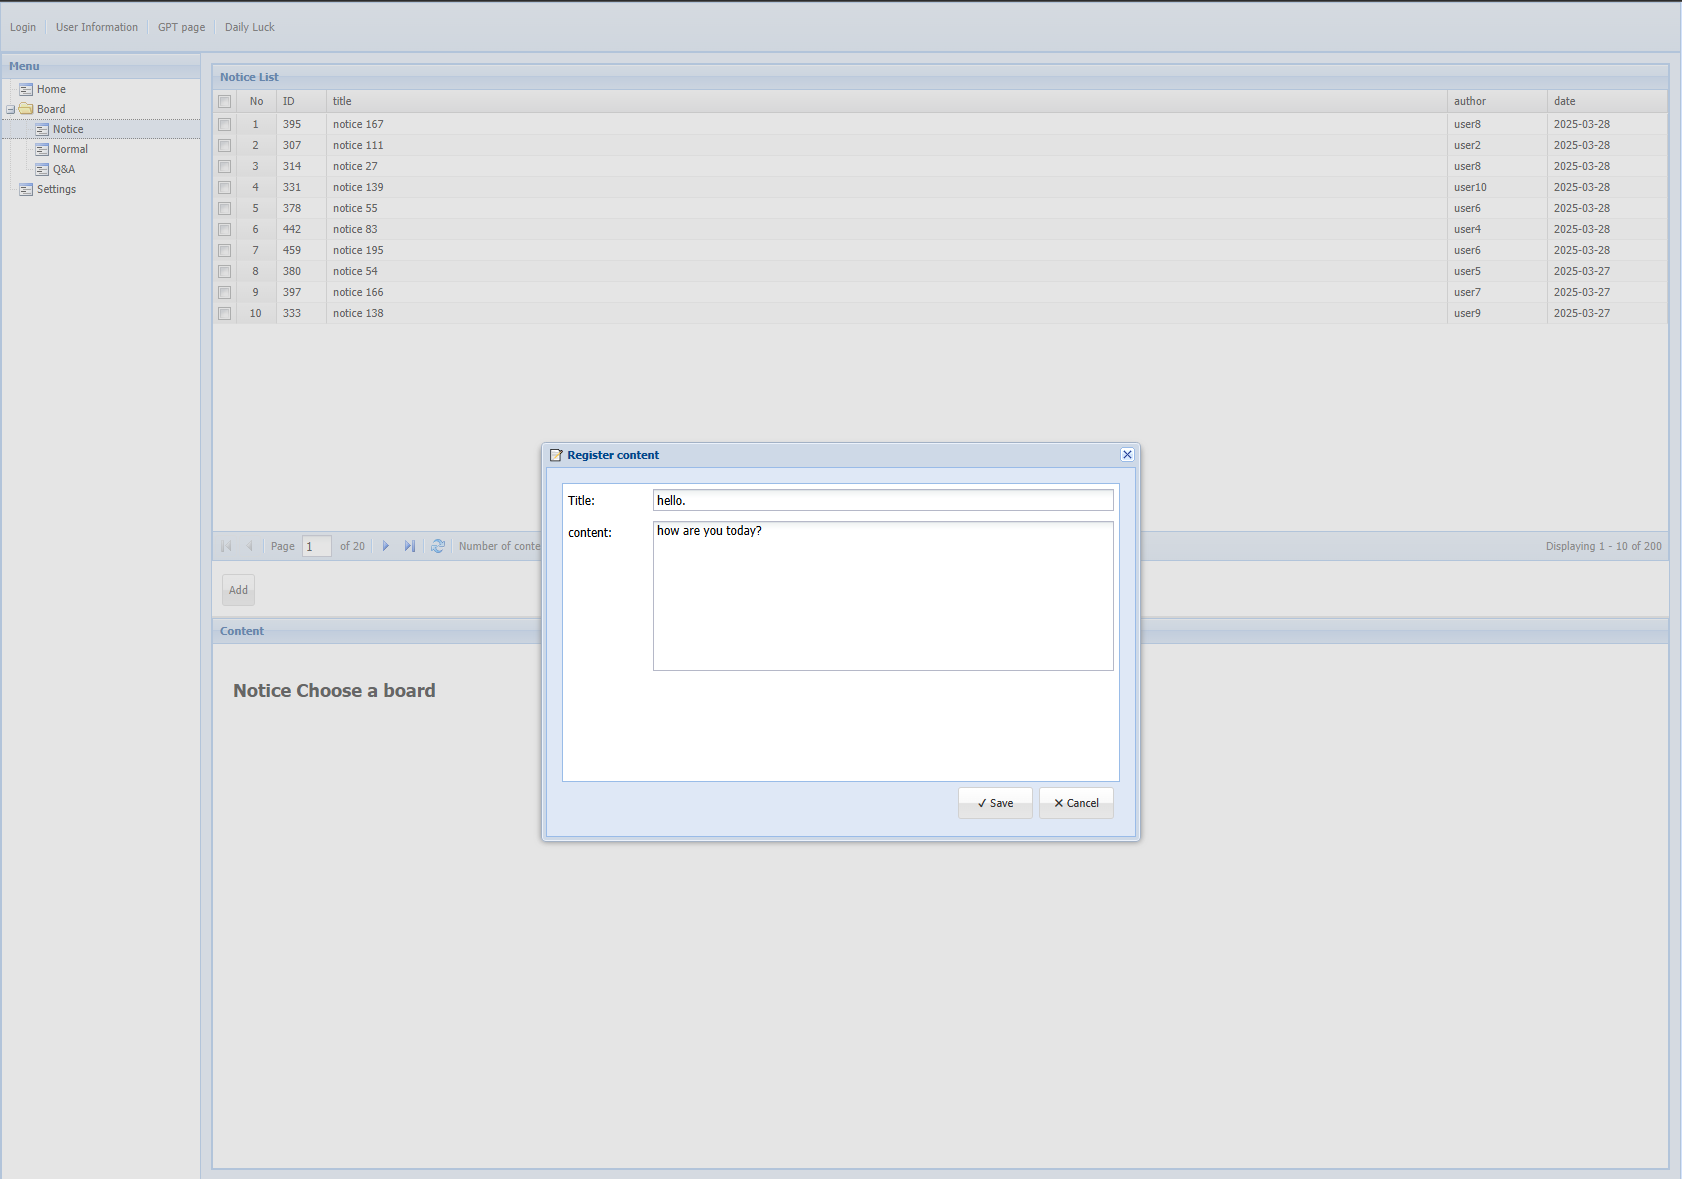 Login User Information GPT page Daily Luck
Menu
Home
Board
Notice
Normal
Q&A
Settings
Notice List
No ID title author date
1 395 notice 167 user8 2025-03-28
2 307 notice 111 user2 2025-03-28
3 314 notice 27 user8 2025-03-28
4 331 notice 139 user10 2025-03-28
5 378 notice 55 user6 2025-03-28
6 442 notice 83 user4 2025-03-28
7 459 notice 195 user6 2025-03-28
8 380 notice 54 user5 2025-03-27
9 397 notice 166 user7 2025-03-27
10 333 notice 138 user9 2025-03-27
Page 1 of 20 Number of conte Displaying 1 - 10 of 200
Add
Content
Notice Choose a board
Register content
Title: hello.
content: how are you today?
✓ Save ✕ Cancel